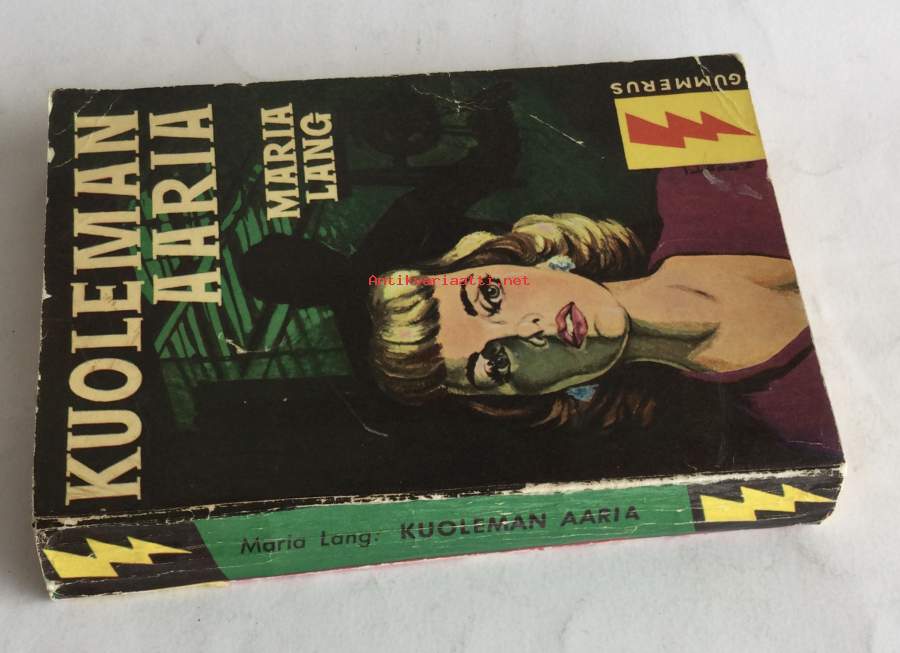 KUOLEMAN
AARIA
MARIA
LANG
GUMMERUS
Antikvariaatti.net
Maria Lang: KUOLEMAN AARIA